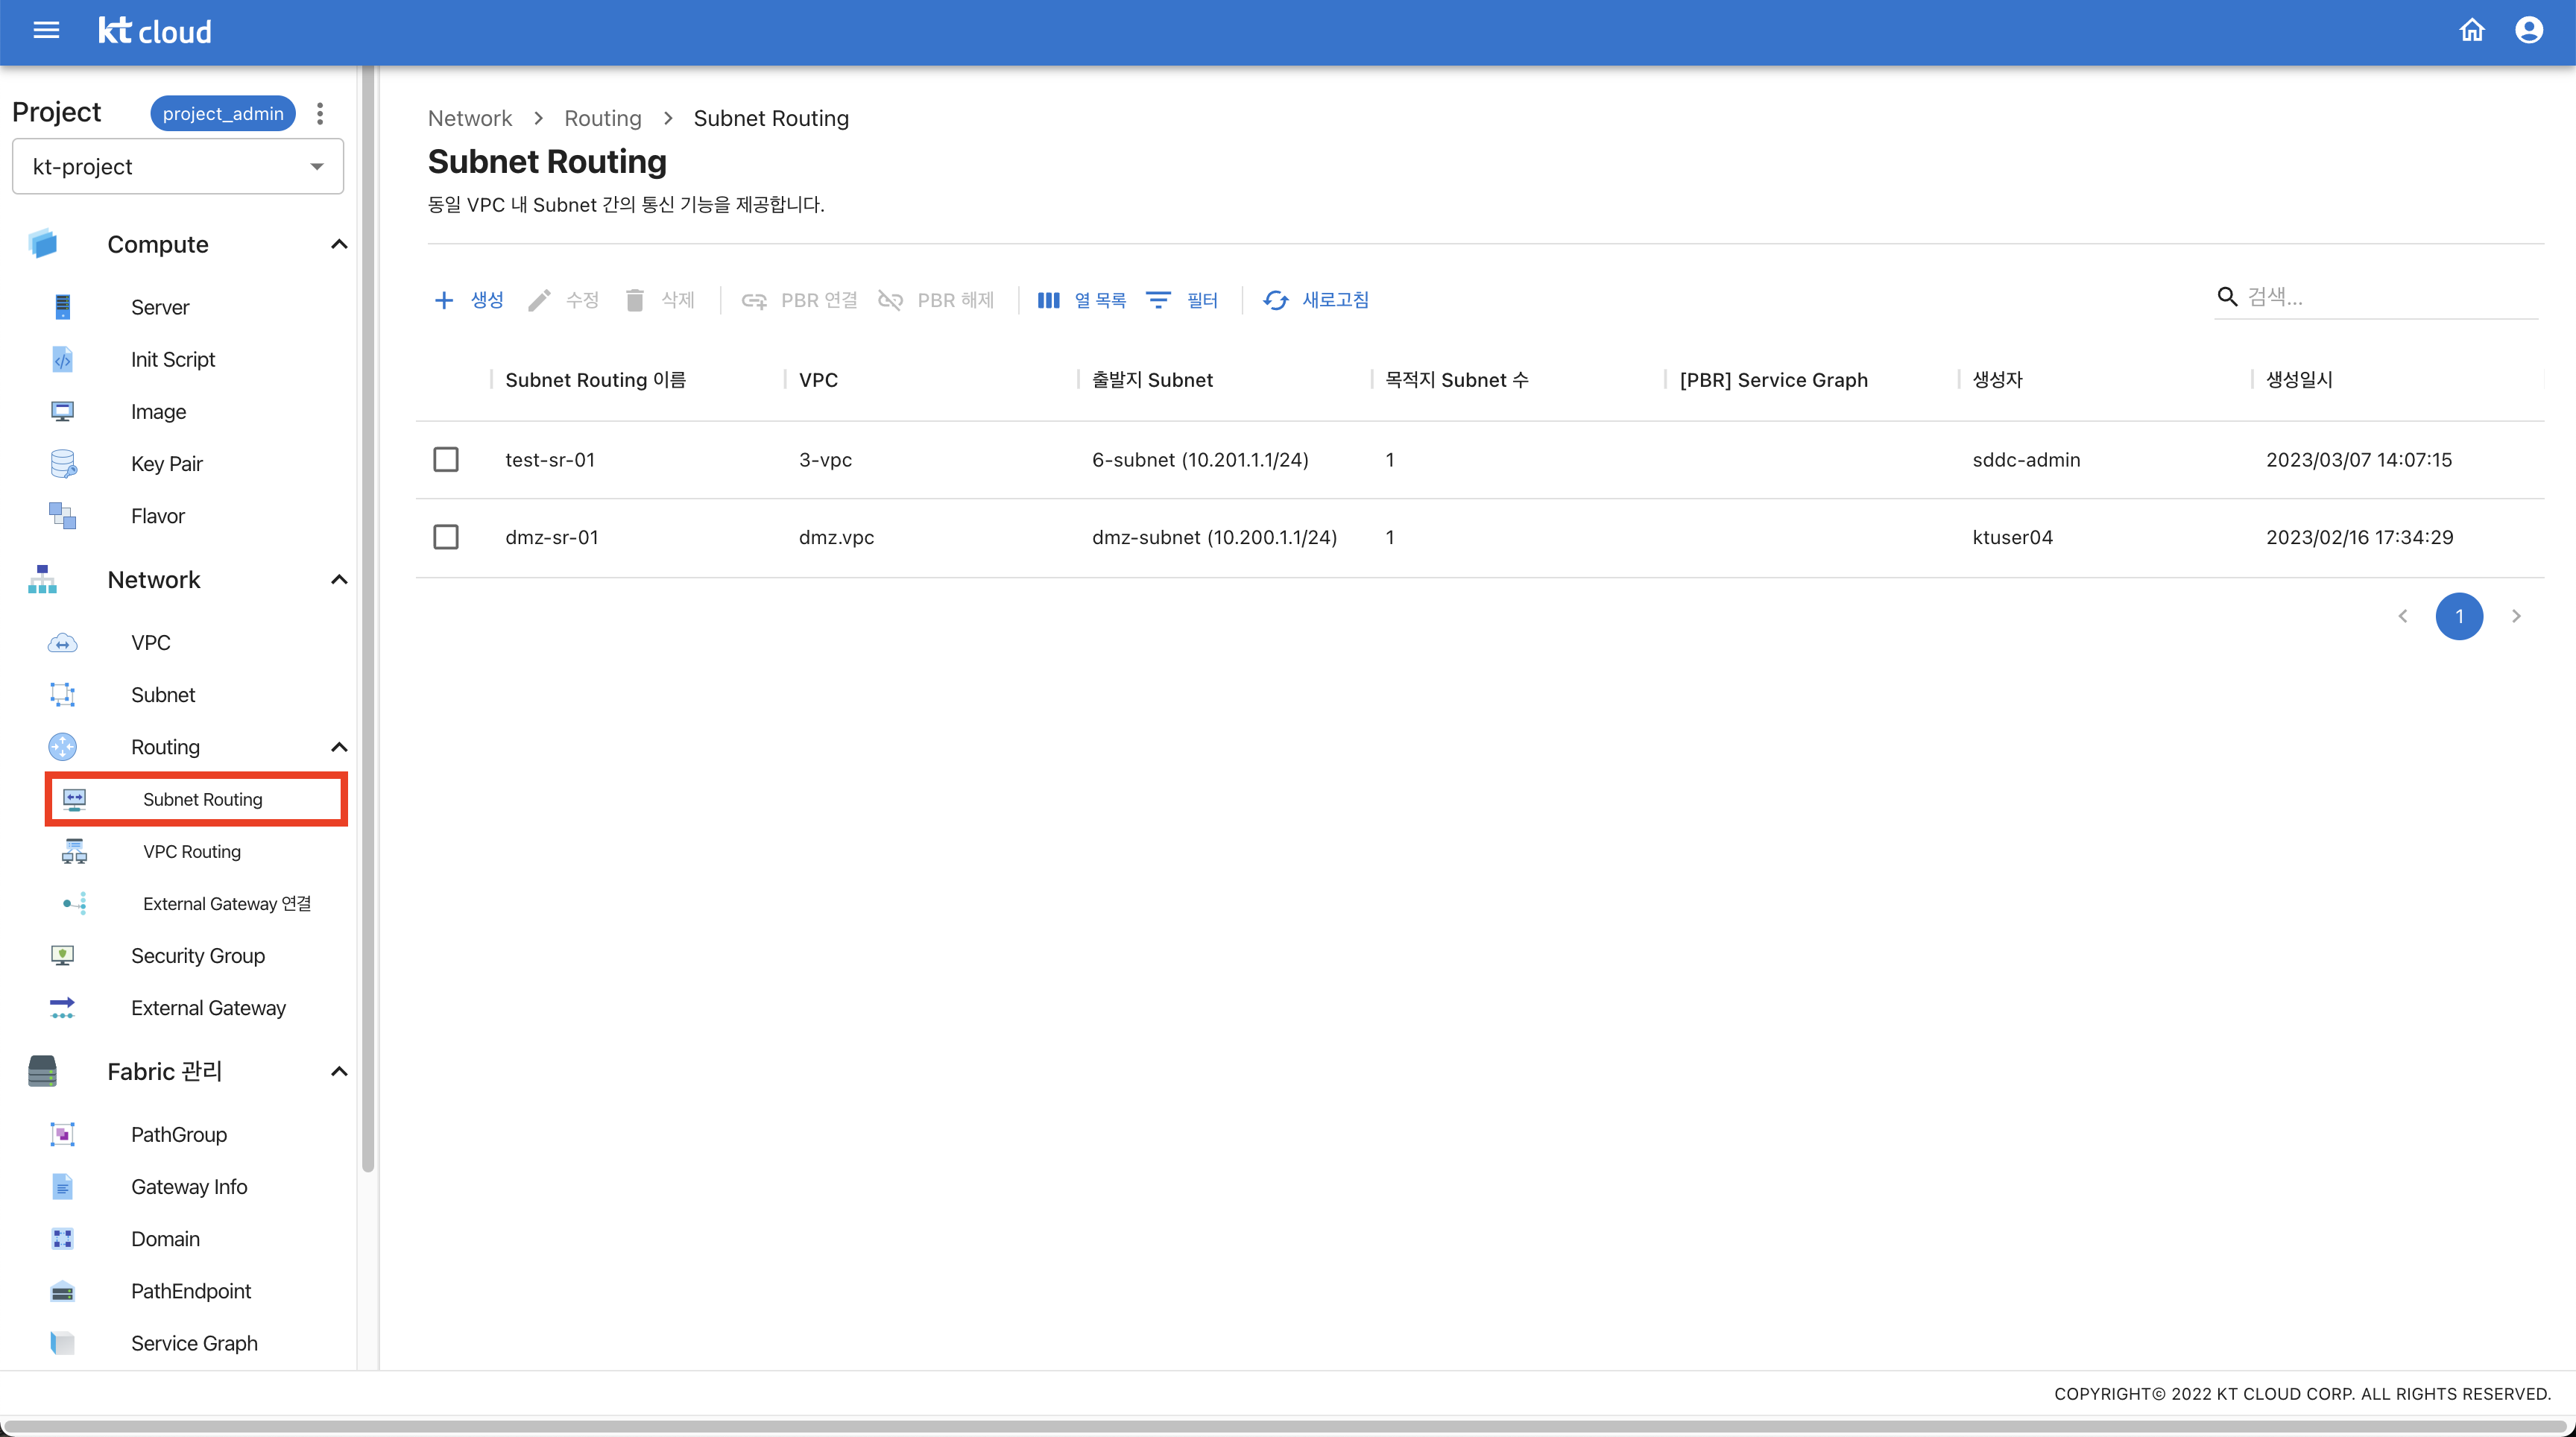 kt cloud
Project project_admin
kt-project
Compute
Server
Init Script
Image
Key Pair
Flavor
Network
VPC
Subnet
Routing
Subnet Routing
VPC Routing
External Gateway 연결
Security Group
External Gateway
Fabric 관리
PathGroup
Gateway Info
Domain
PathEndpoint
Service Graph
Network > Routing > Subnet Routing
Subnet Routing
동일 VPC 내 Subnet 간의 통신 기능을 제공합니다.
생성 수정 삭제 PBR 연결 PBR 해제 열 목록 필터 새로고침 검색...
Subnet Routing 이름 VPC 출발지 Subnet 목적지 Subnet 수 [PBR] Service Graph 생성자 생성일시
test-sr-01 3-vpc 6-subnet (10.201.1.1/24) 1 sddc-admin 2023/03/07 14:07:15
dmz-sr-01 dmz.vpc dmz-subnet (10.200.1.1/24) 1 ktuser04 2023/02/16 17:34:29
1
COPYRIGHT© 2022 KT CLOUD CORP. ALL RIGHTS RESERVED.